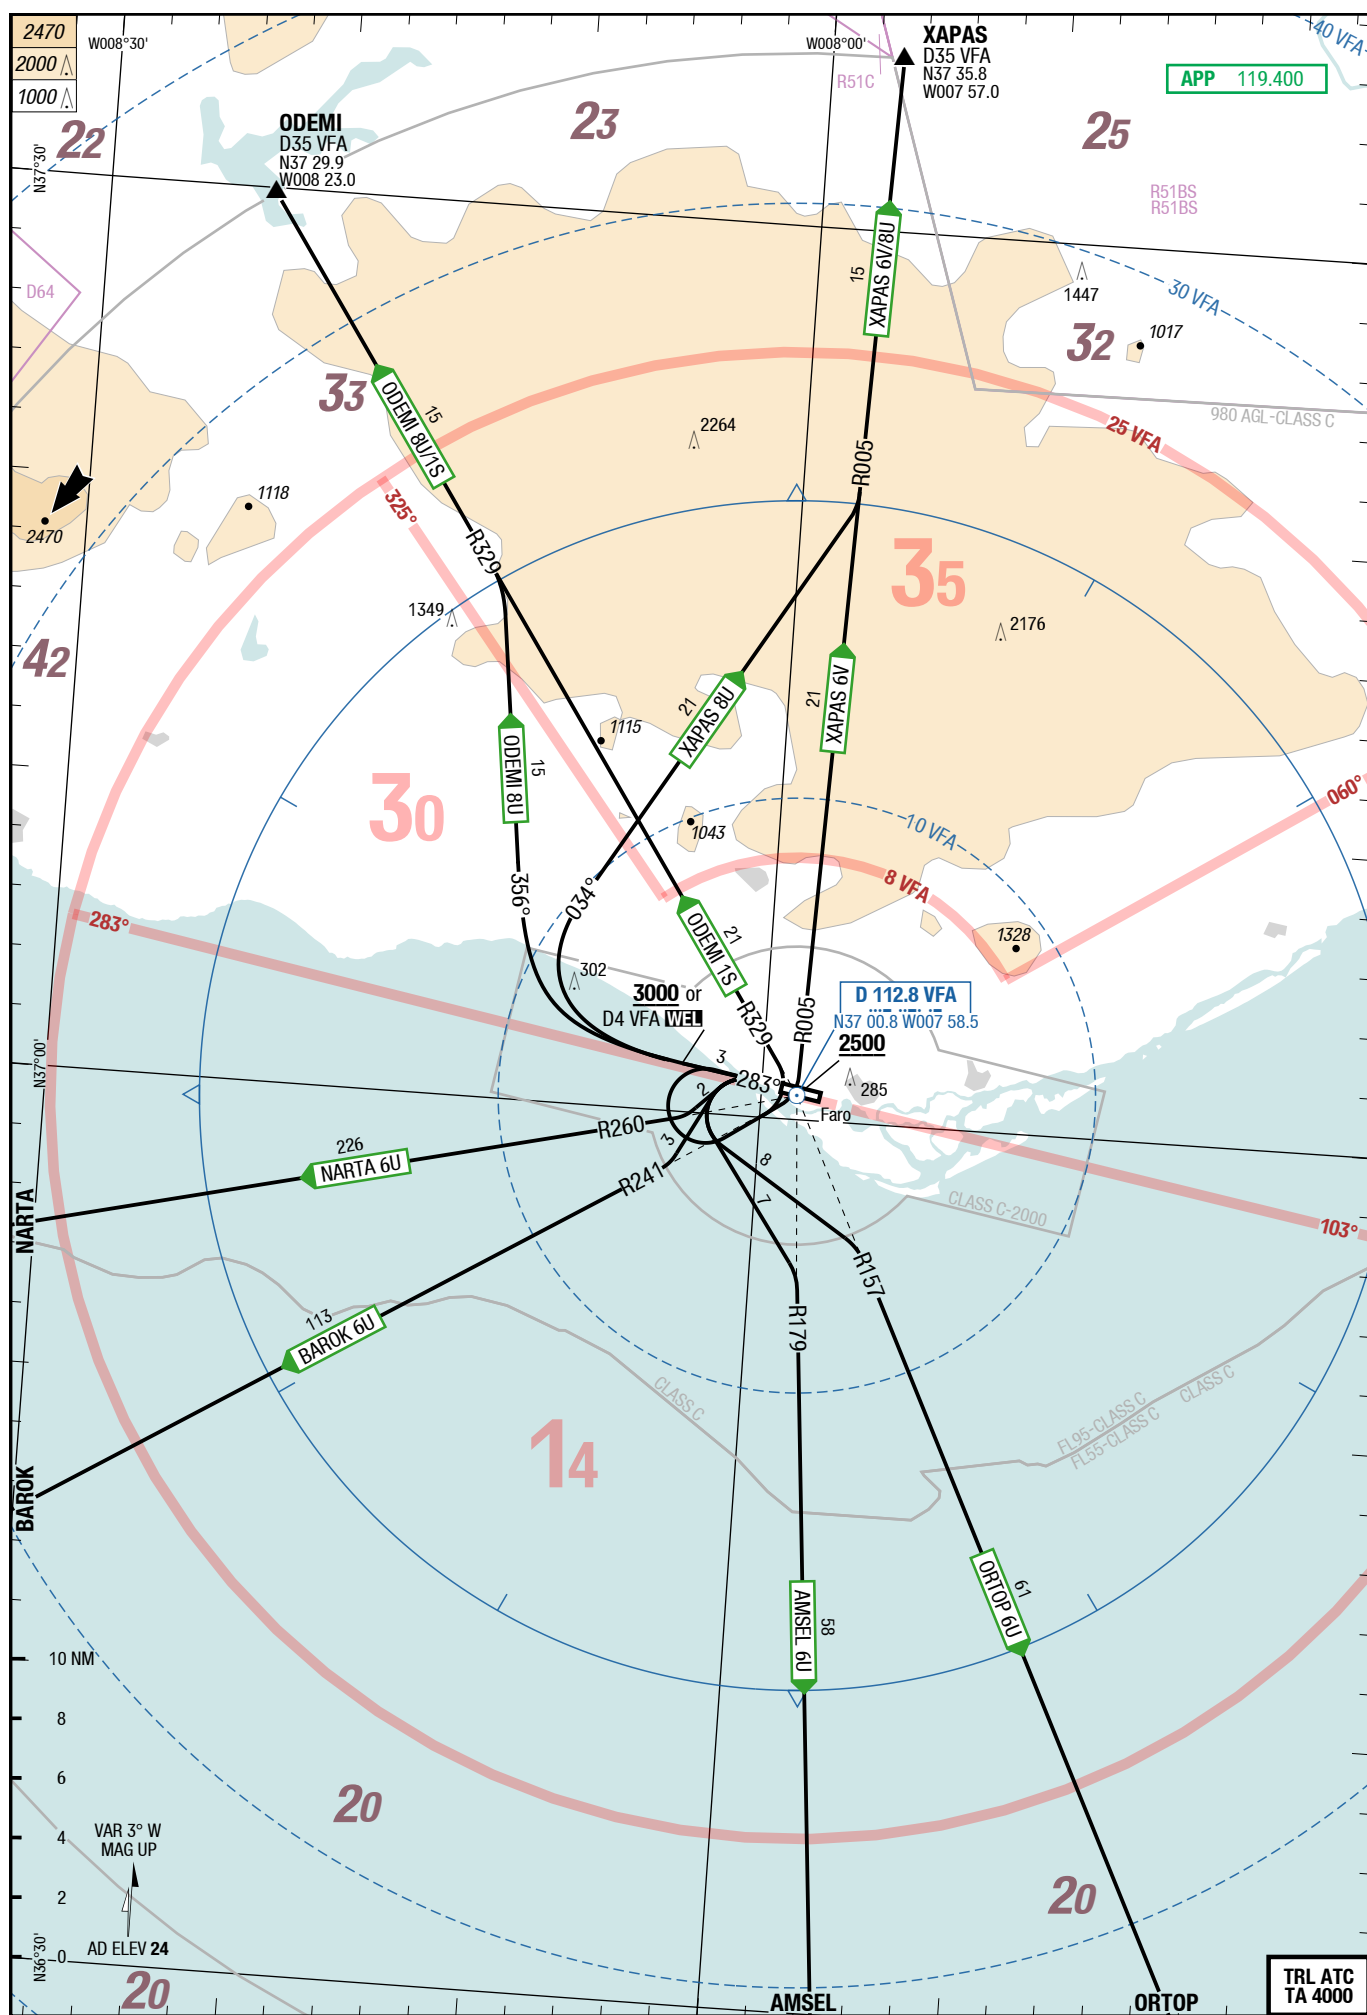 2470
2000
1000
W008°30'
W008°00'
XAPAS
D35 VFA
N37 35.8
W007 57.0
40 VFA
APP 119.400
R51C
22
23
25
ODEMI
D35 VFA
N37 29.9
W008 23.0
N37°30'
R51BS
R51BS
D64
15
XAPAS 6V/8U
1447
30 VFA
1017
32
33
ODEMI 8U/1S
15
980 AGL-CLASS C
25 VFA
2264
R005
325°
1118
2470
R329
35
1349
2176
42
21
XAPAS 8U
21
XAPAS 6V
1115
ODEMI 8U
15
30
060°
1043
10 VFA
8 VFA
356°
034°
283°
ODEMI 1S
21
1328
302
3000 or
D4 VFA WEL
R329
R005
D 112.8 VFA
N37 00.8 W007 58.5
2500
N37°00'
3
283°
2
285
Faro
R260
3
R241
8
7
226
NARTA 6U
NARTA
CLASS C-2000
103°
R157
R179
113
BAROK 6U
CLASS C
FL95-CLASS C
FL55-CLASS C
CLASS C
14
BAROK
AMSEL 6U
58
ORTOP 6U
61
10 NM
8
6
4
2
0
20
VAR 3° W
MAG UP
AD ELEV 24
N36°30'
20
20
AMSEL
ORTOP
TRL ATC
TA 4000